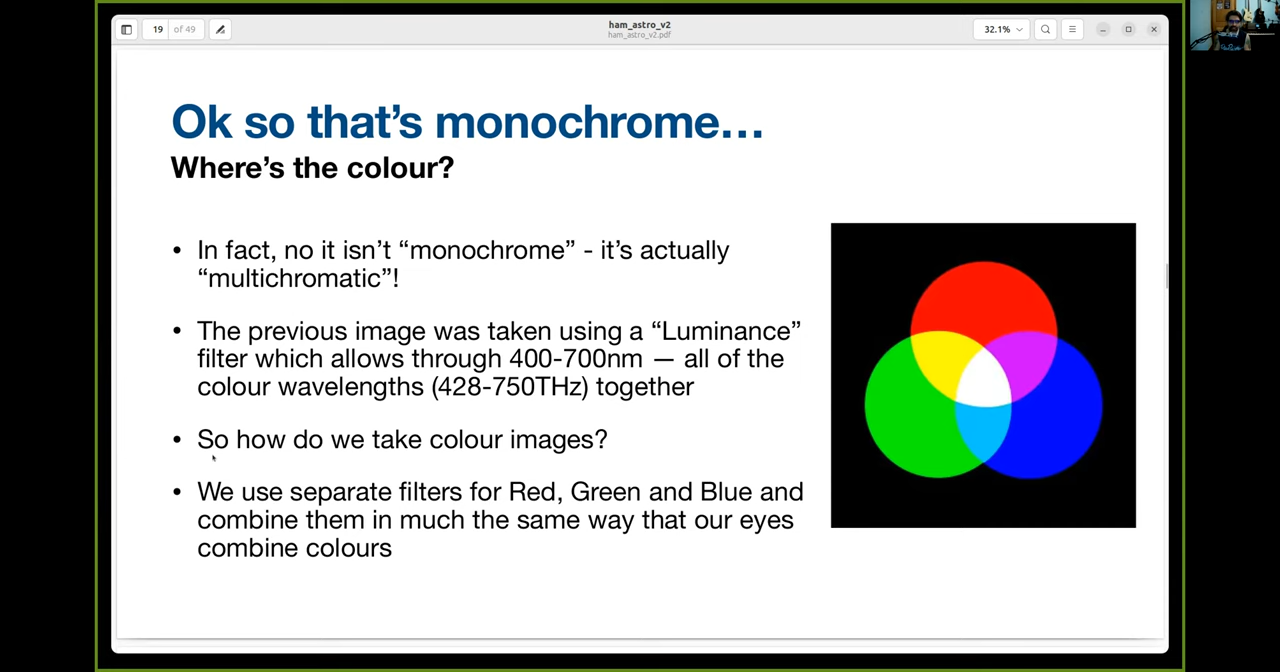 19 of 49
ham_astro_v2
ham_astro_v2.pdf
32.1%
Ok so that’s monochrome…
Where’s the colour?
• In fact, no it isn’t “monochrome” - it’s actually
“multichromatic”!
• The previous image was taken using a “Luminance”
filter which allows through 400-700nm — all of the
colour wavelengths (428-750THz) together
• So how do we take colour images?
• We use separate filters for Red, Green and Blue and
combine them in much the same way that our eyes
combine colours